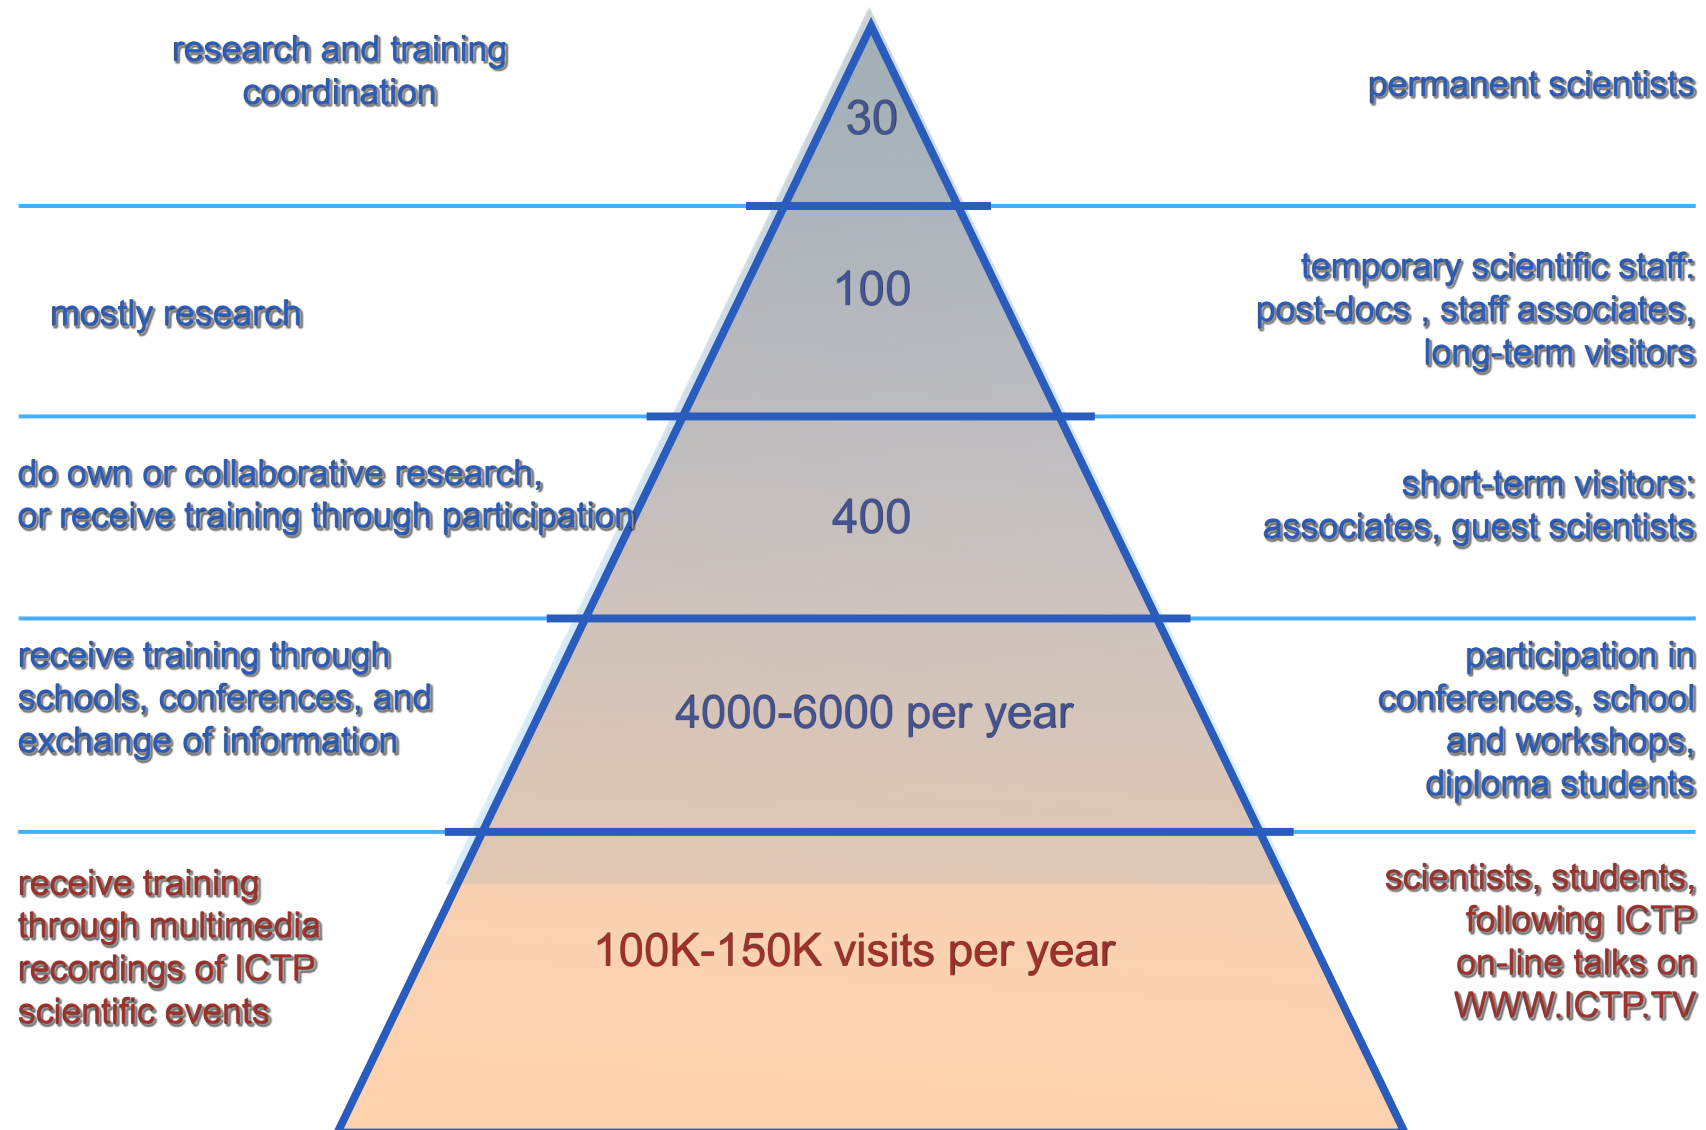 research and training
coordination
30
permanent scientists
mostly research
100
temporary scientific staff:
post-docs , staff associates,
long-term visitors
do own or collaborative research,
or receive training through participation
400
short-term visitors:
associates, guest scientists
receive training through
schools, conferences, and
exchange of information
4000-6000 per year
participation in
conferences, school
and workshops,
diploma students
receive training
through multimedia
recordings of ICTP
scientific events
100K-150K visits per year
scientists, students,
following ICTP
on-line talks on
WWW.ICTP.TV